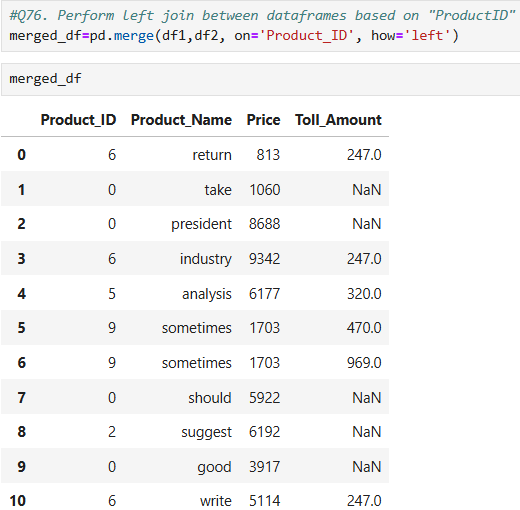 #Q76. Perform Left join between dataframes based on "ProductID"
merged_df=pd.merge(df1,df2, on='Product_ID', how='left')
merged_df
Product_ID Product_Name Price Toll_Amount
0 6 return 813 247.0
1 0 take 1060 NaN
2 0 president 8688 NaN
3 6 industry 9342 247.0
4 5 analysis 6177 320.0
5 9 sometimes 1703 470.0
6 9 sometimes 1703 969.0
7 0 should 5922 NaN
8 2 suggest 6192 NaN
9 0 good 3917 NaN
10 6 write 5114 247.0